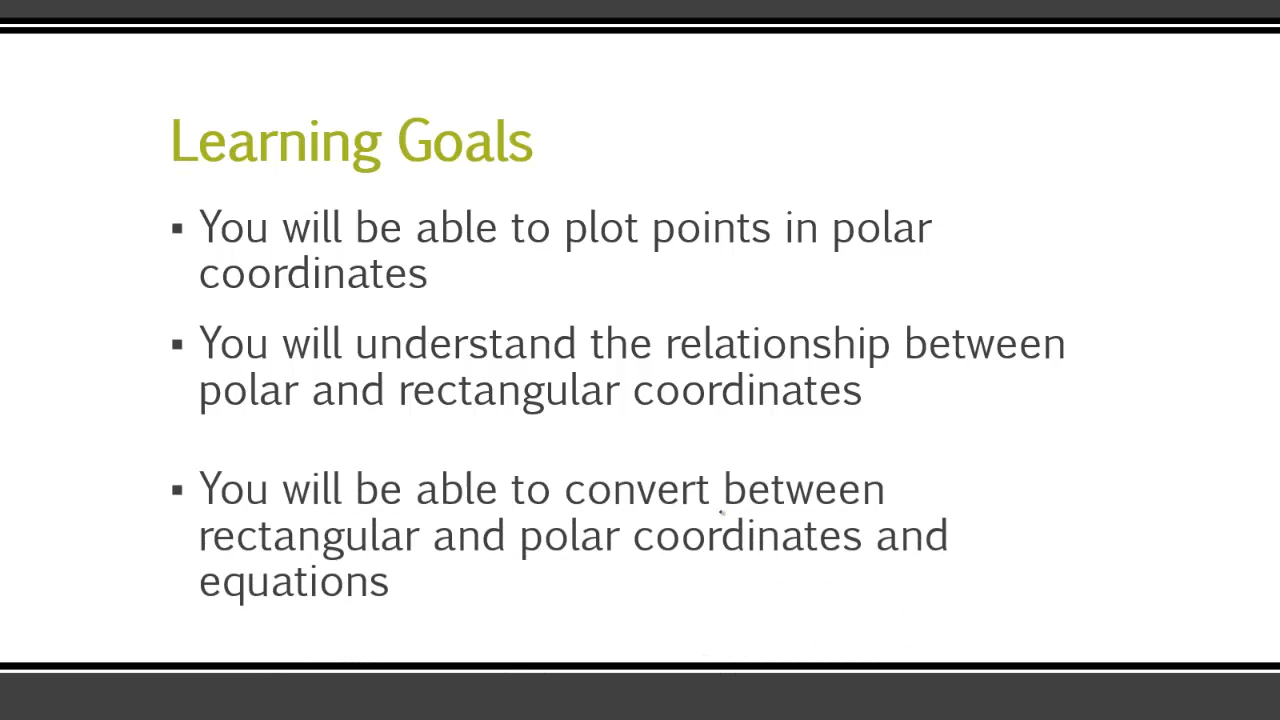 Learning Goals
▪ You will be able to plot points in polar
coordinates
▪ You will understand the relationship between
polar and rectangular coordinates
▪ You will be able to convert between
rectangular and polar coordinates and
equations